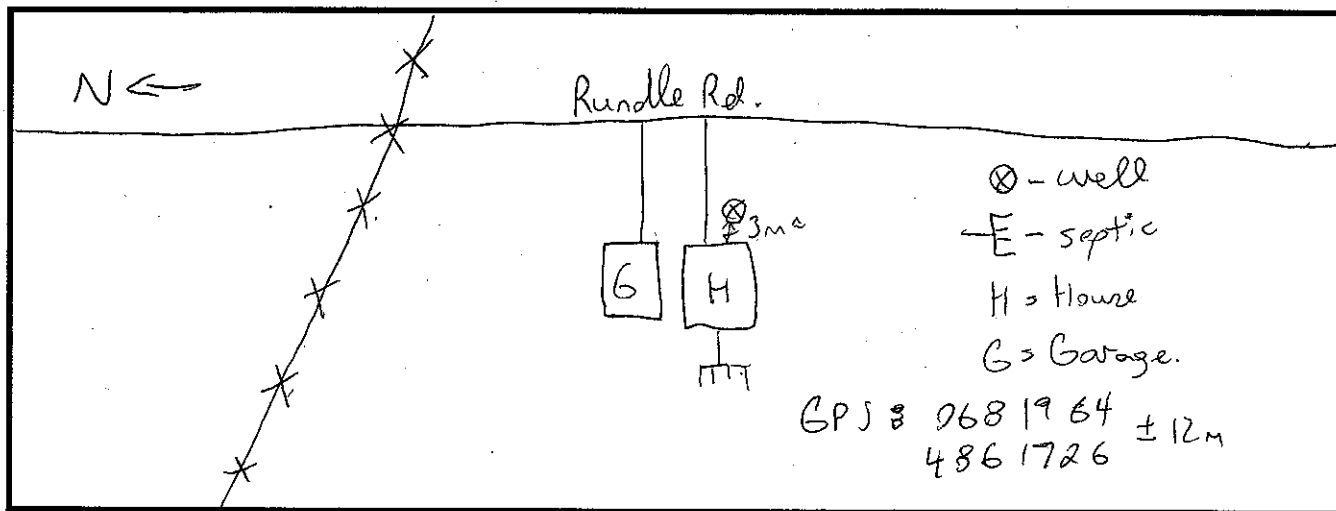 N
Rundle Rd.
⊗ - well
3m
E - septic
G
H
H = House
G = Garage.
GPS: 0681964
4861726 ± 12m